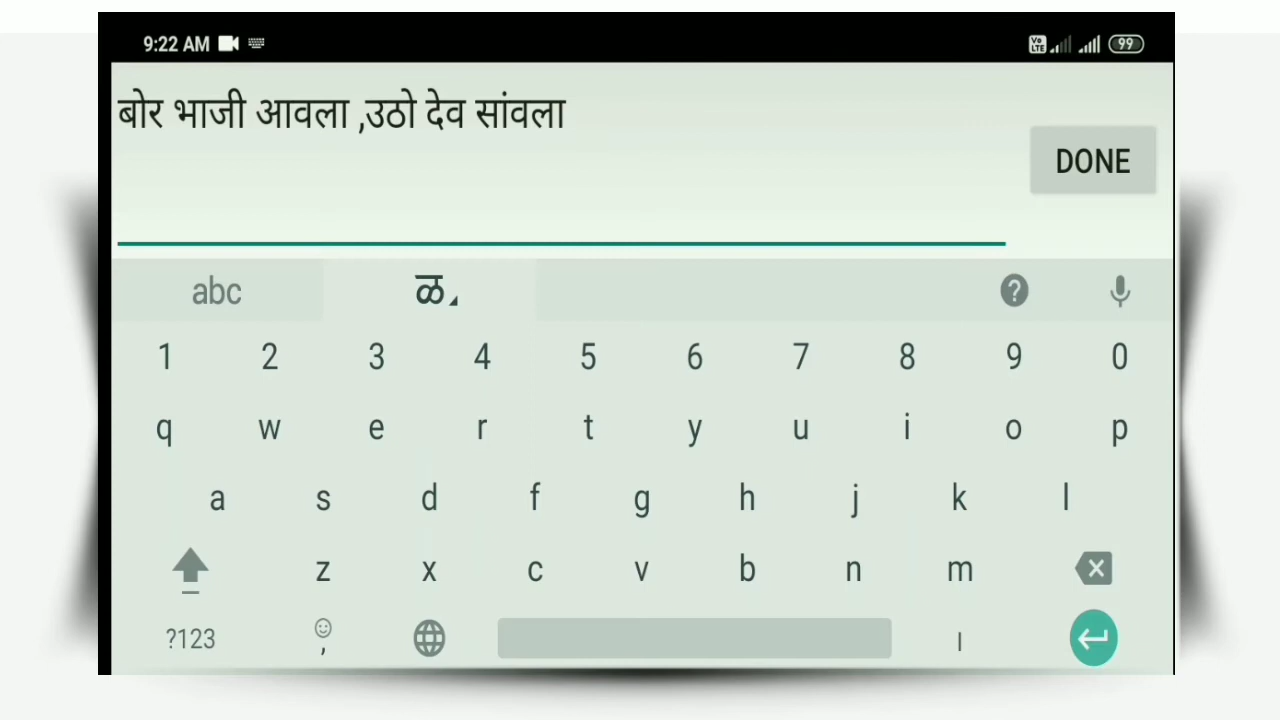 9:22 AM 99
बोर भाजी आवला ,उठो देव सांवला
DONE
abc ळ
1 2 3 4 5 6 7 8 9 0
q w e r t y u i o p
a s d f g h j k l
z x c v b n m
?123 , ।